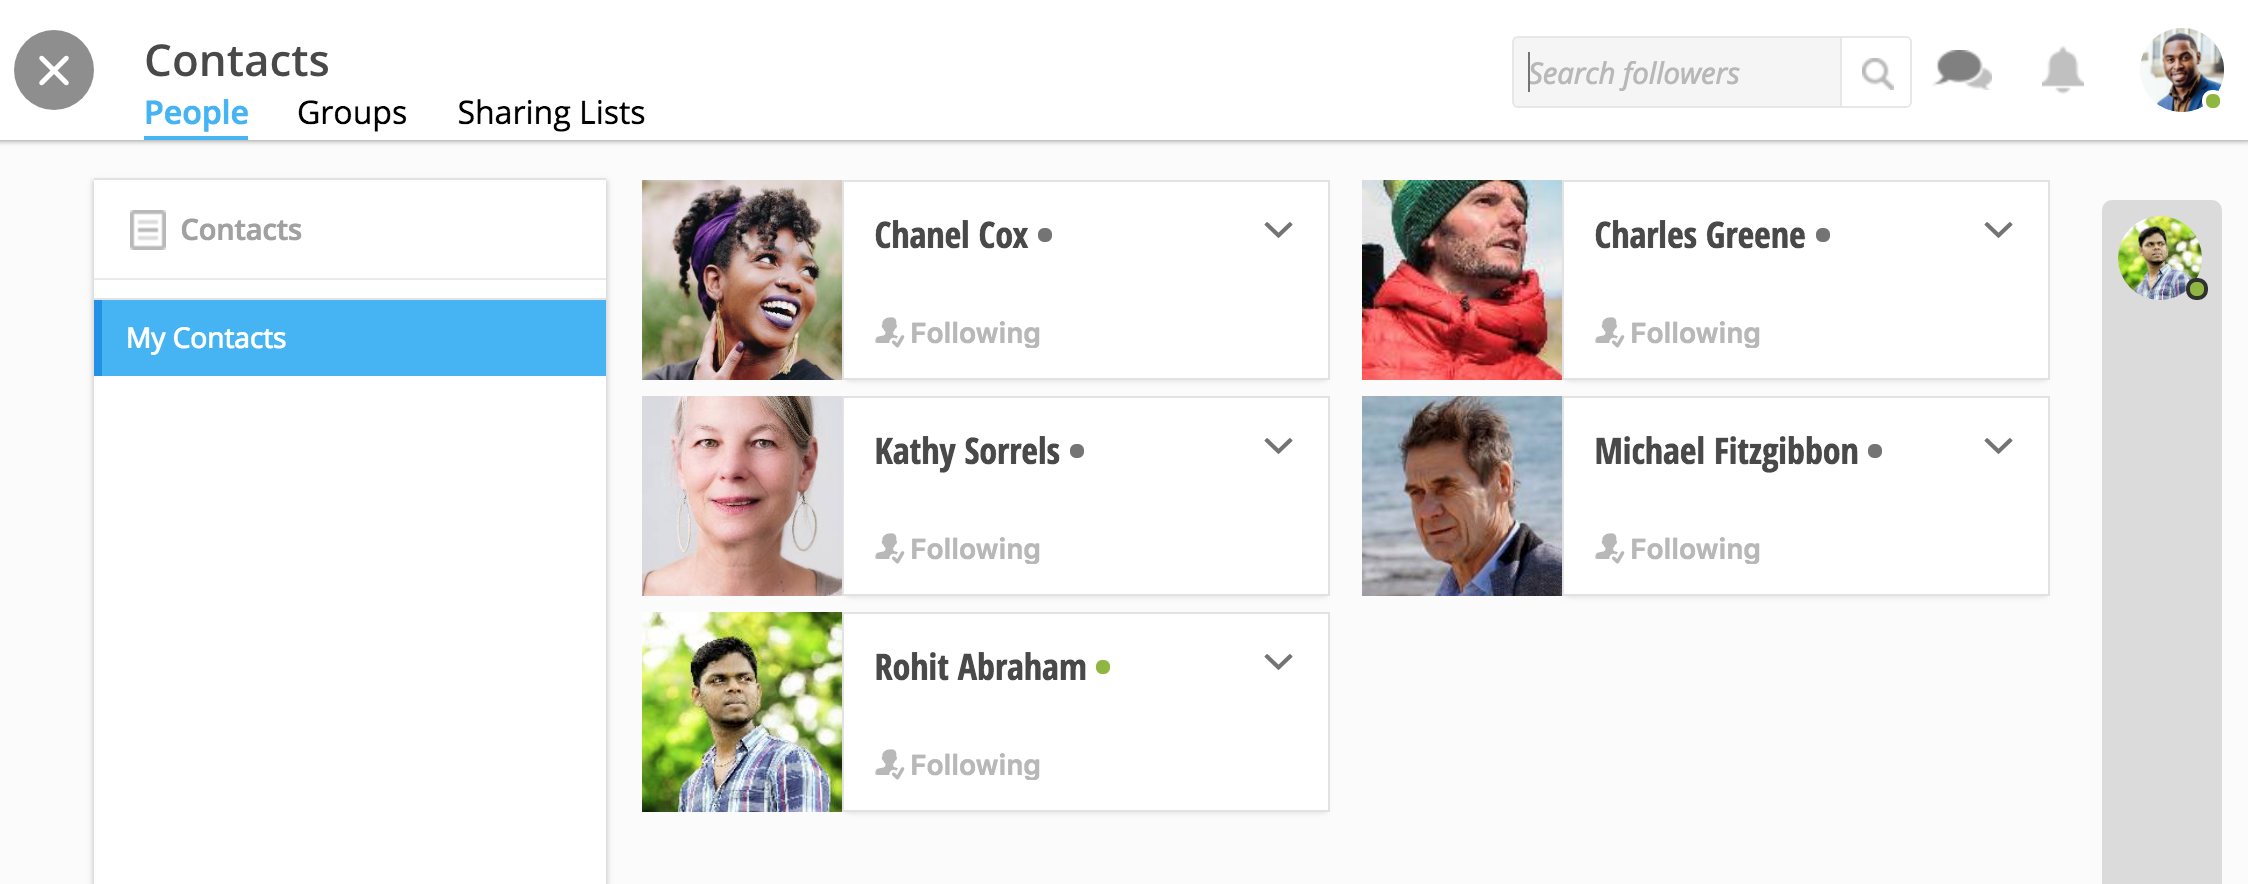 Contacts
Search followers
People
Groups
Sharing Lists
Contacts
My Contacts
Chanel Cox
Following
Charles Greene
Following
Kathy Sorrels
Following
Michael Fitzgibbon
Following
Rohit Abraham
Following